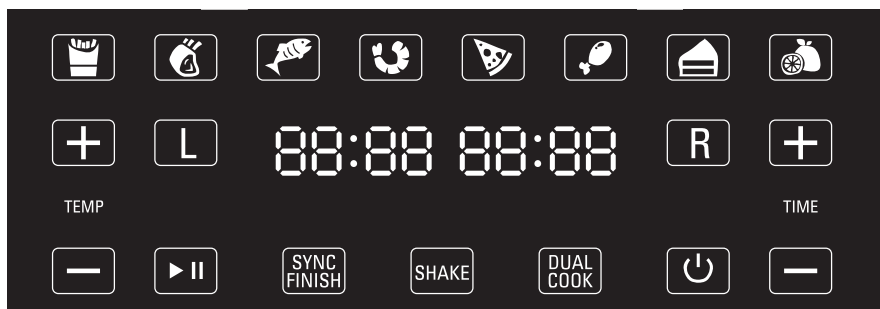 L 88:88 88:88 R
TEMP TIME
SYNC
FINISH
SHAKE
DUAL
COOK